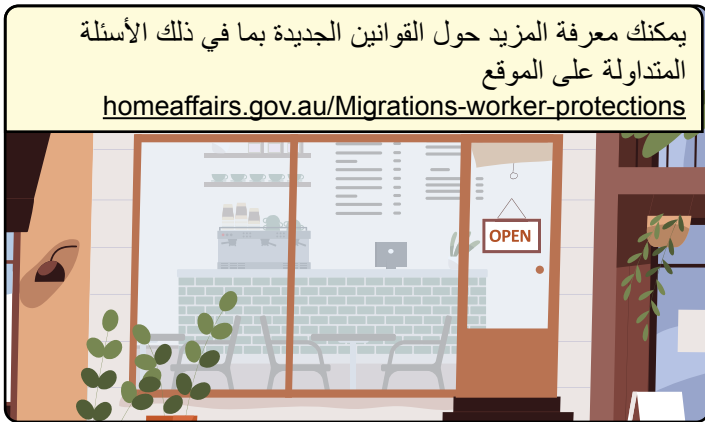 يمكنك معرفة المزيد حول القوانين الجديدة بما في ذلك الأسئلة
المتداولة على الموقع
homeaffairs.gov.au/Migrations-worker-protections
OPEN